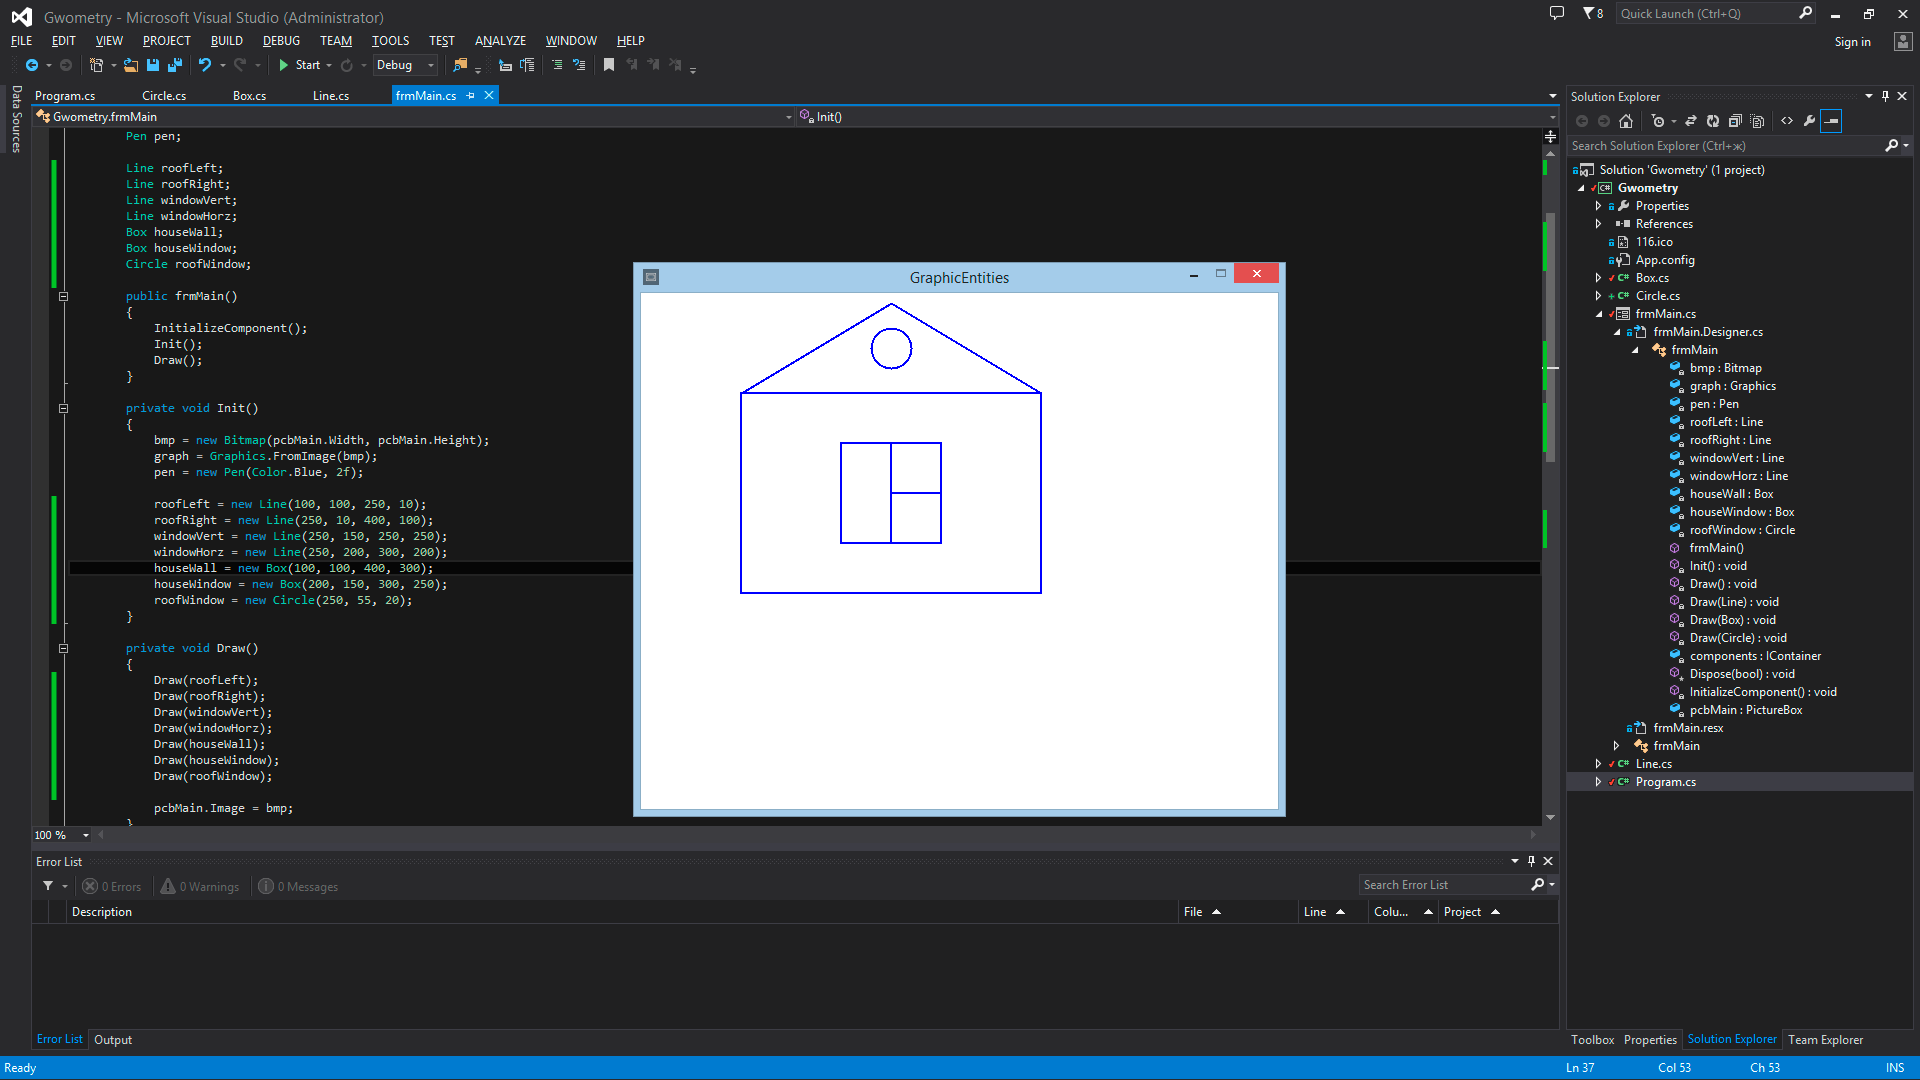 Gwometry - Microsoft Visual Studio (Administrator)
8
Quick Launch (Ctrl+Q)
FILE EDIT VIEW PROJECT BUILD DEBUG TEAM TOOLS TEST ANALYZE WINDOW HELP
Sign in
Start Debug
Data Sources
Program.cs Circle.cs Box.cs Line.cs frmMain.cs
Gwometry.frmMain Init()
Pen pen;
Line roofLeft;
Line roofRight;
Line windowVert;
Line windowHorz;
Box houseWall;
Box houseWindow;
Circle roofWindow;
public frmMain()
{
InitializeComponent();
Init();
Draw();
}
private void Init()
{
bmp = new Bitmap(pcbMain.Width, pcbMain.Height);
graph = Graphics.FromImage(bmp);
pen = new Pen(Color.Blue, 2f);
roofLeft = new Line(100, 100, 250, 10);
roofRight = new Line(250, 10, 400, 100);
windowVert = new Line(250, 150, 250, 250);
windowHorz = new Line(250, 200, 300, 200);
houseWall = new Box(100, 100, 400, 300);
houseWindow = new Box(200, 150, 300, 250);
roofWindow = new Circle(250, 55, 20);
}
private void Draw()
{
Draw(roofLeft);
Draw(roofRight);
Draw(windowVert);
Draw(windowHorz);
Draw(houseWall);
Draw(houseWindow);
Draw(roofWindow);
pcbMain.Image = bmp;
}
100 %
GraphicEntities
Solution Explorer
Search Solution Explorer (Ctrl+ж)
Solution 'Gwometry' (1 project)
C# Gwometry
Properties
References
116.ico
App.config
C# Box.cs
C# Circle.cs
frmMain.cs
frmMain.Designer.cs
frmMain
bmp : Bitmap
graph : Graphics
pen : Pen
roofLeft : Line
roofRight : Line
windowVert : Line
windowHorz : Line
houseWall : Box
houseWindow : Box
roofWindow : Circle
frmMain()
Init() : void
Draw() : void
Draw(Line) : void
Draw(Box) : void
Draw(Circle) : void
components : IContainer
Dispose(bool) : void
InitializeComponent() : void
pcbMain : PictureBox
frmMain.resx
frmMain
C# Line.cs
C# Program.cs
Error List
0 Errors 0 Warnings 0 Messages
Search Error List
Description File Line Colu... Project
Error List Output
Toolbox Properties Solution Explorer Team Explorer
Ready Ln 37 Col 53 Ch 53 INS